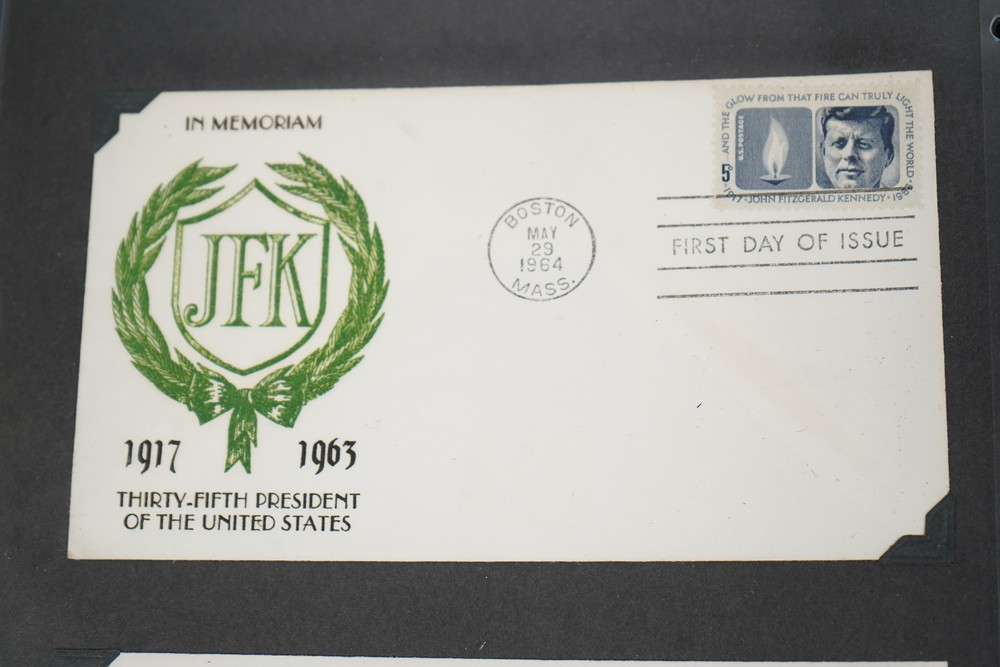 IN MEMORIAM
JFK
1917 1963
THIRTY-FIFTH PRESIDENT
OF THE UNITED STATES
BOSTON
MAY
29
1964
MASS.
AND THE GLOW FROM THAT FIRE CAN TRULY LIGHT THE WORLD
U.S. POSTAGE
5¢
1917 · JOHN FITZGERALD KENNEDY · 1963
FIRST DAY OF ISSUE